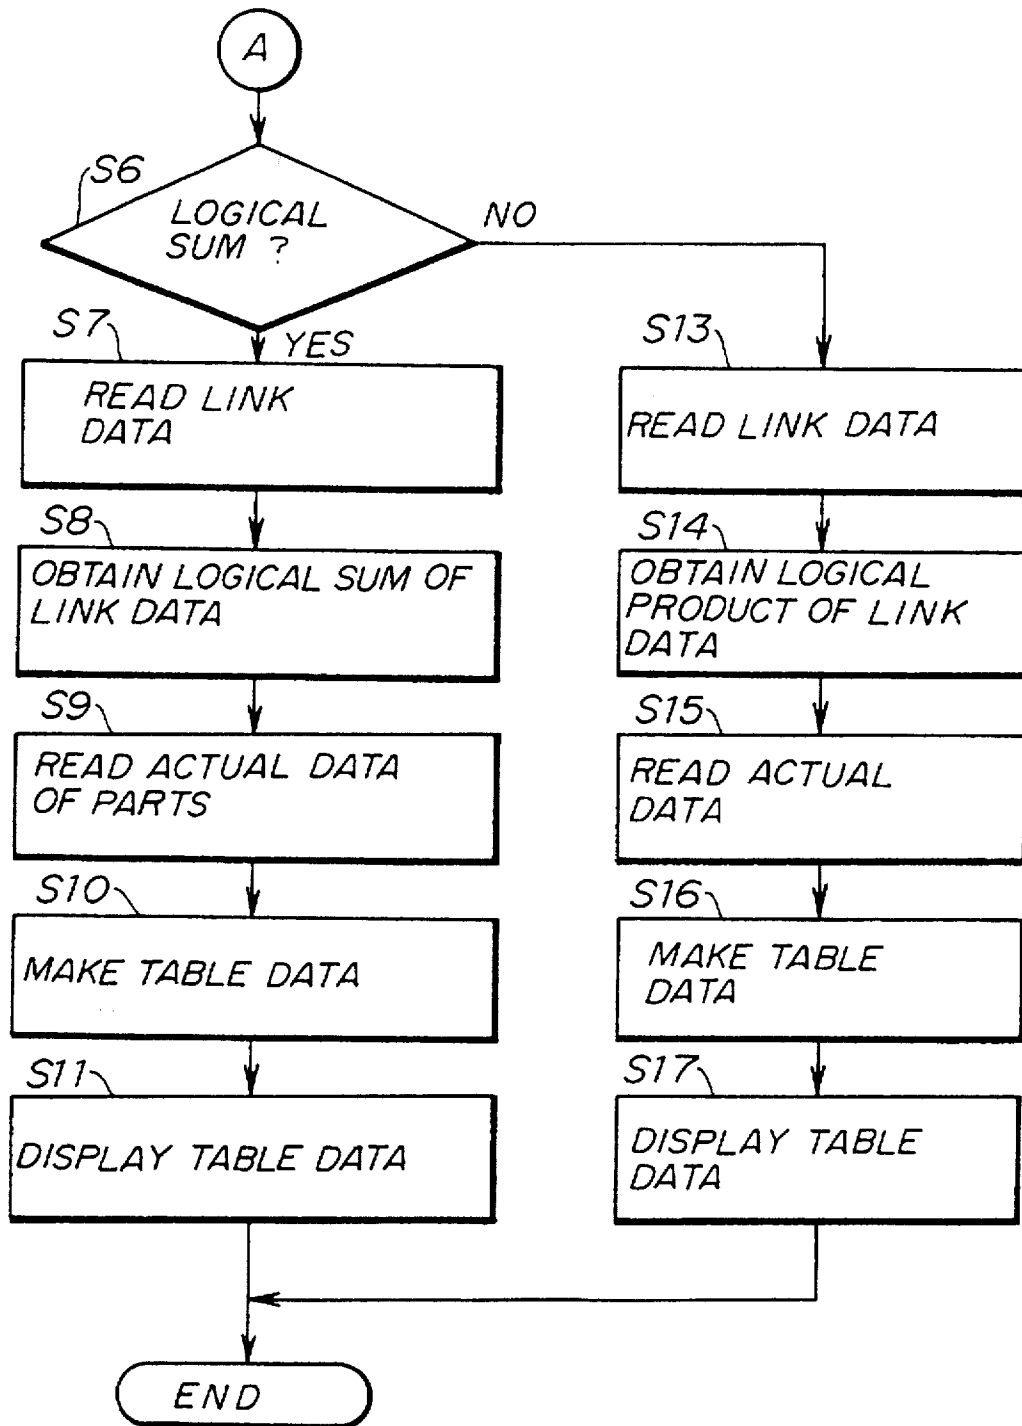 A
S6
LOGICAL
SUM ?
NO
YES
S7
READ LINK
DATA
S8
OBTAIN LOGICAL SUM OF
LINK DATA
S9
READ ACTUAL DATA
OF PARTS
S10
MAKE TABLE DATA
S11
DISPLAY TABLE DATA
S13
READ LINK DATA
S14
OBTAIN LOGICAL
PRODUCT OF LINK
DATA
S15
READ ACTUAL
DATA
S16
MAKE TABLE
DATA
S17
DISPLAY TABLE
DATA
END